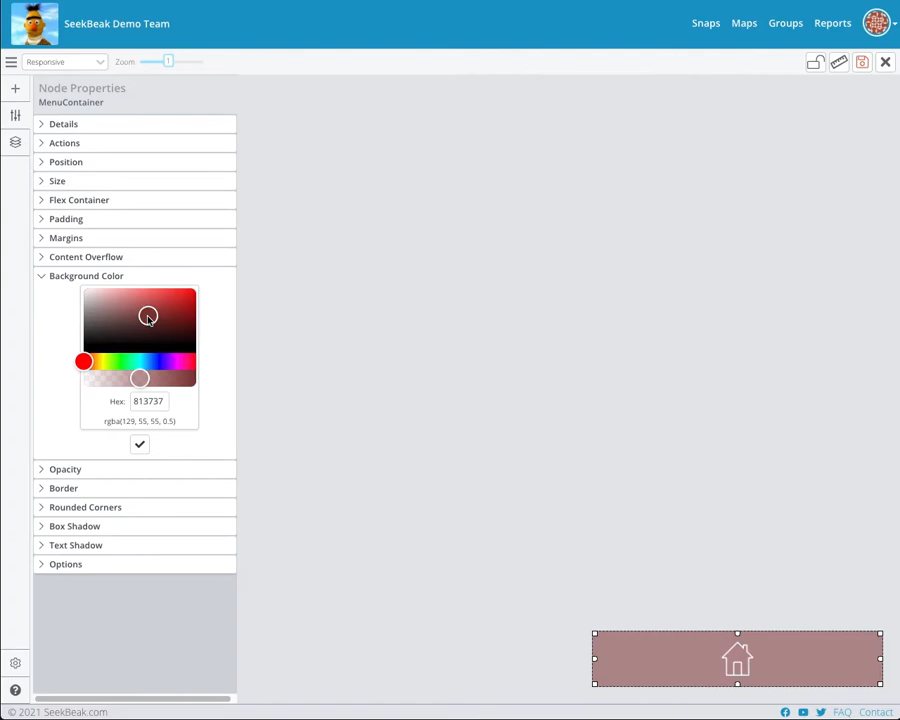 SeekBeak Demo Team
Snaps
Maps
Groups
Reports
Responsive
Zoom
1
Node Properties
MenuContainer
Details
Actions
Position
Size
Flex Container
Padding
Margins
Content Overflow
Background Color
Hex: 813737
rgba(129, 55, 55, 0.5)
Opacity
Border
Rounded Corners
Box Shadow
Text Shadow
Options
© 2021 SeekBeak.com
FAQ
Contact